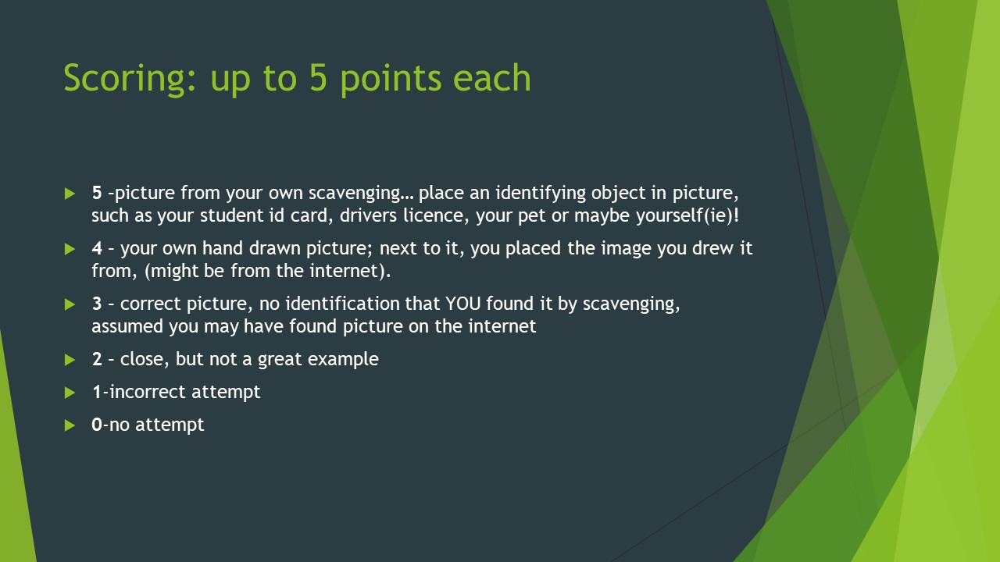 Scoring: up to 5 points each
5 –picture from your own scavenging… place an identifying object in picture,
such as your student id card, drivers licence, your pet or maybe yourself(ie)!
4 – your own hand drawn picture; next to it, you placed the image you drew it
from, (might be from the internet).
3 – correct picture, no identification that YOU found it by scavenging,
assumed you may have found picture on the internet
2 – close, but not a great example
1-incorrect attempt
0-no attempt